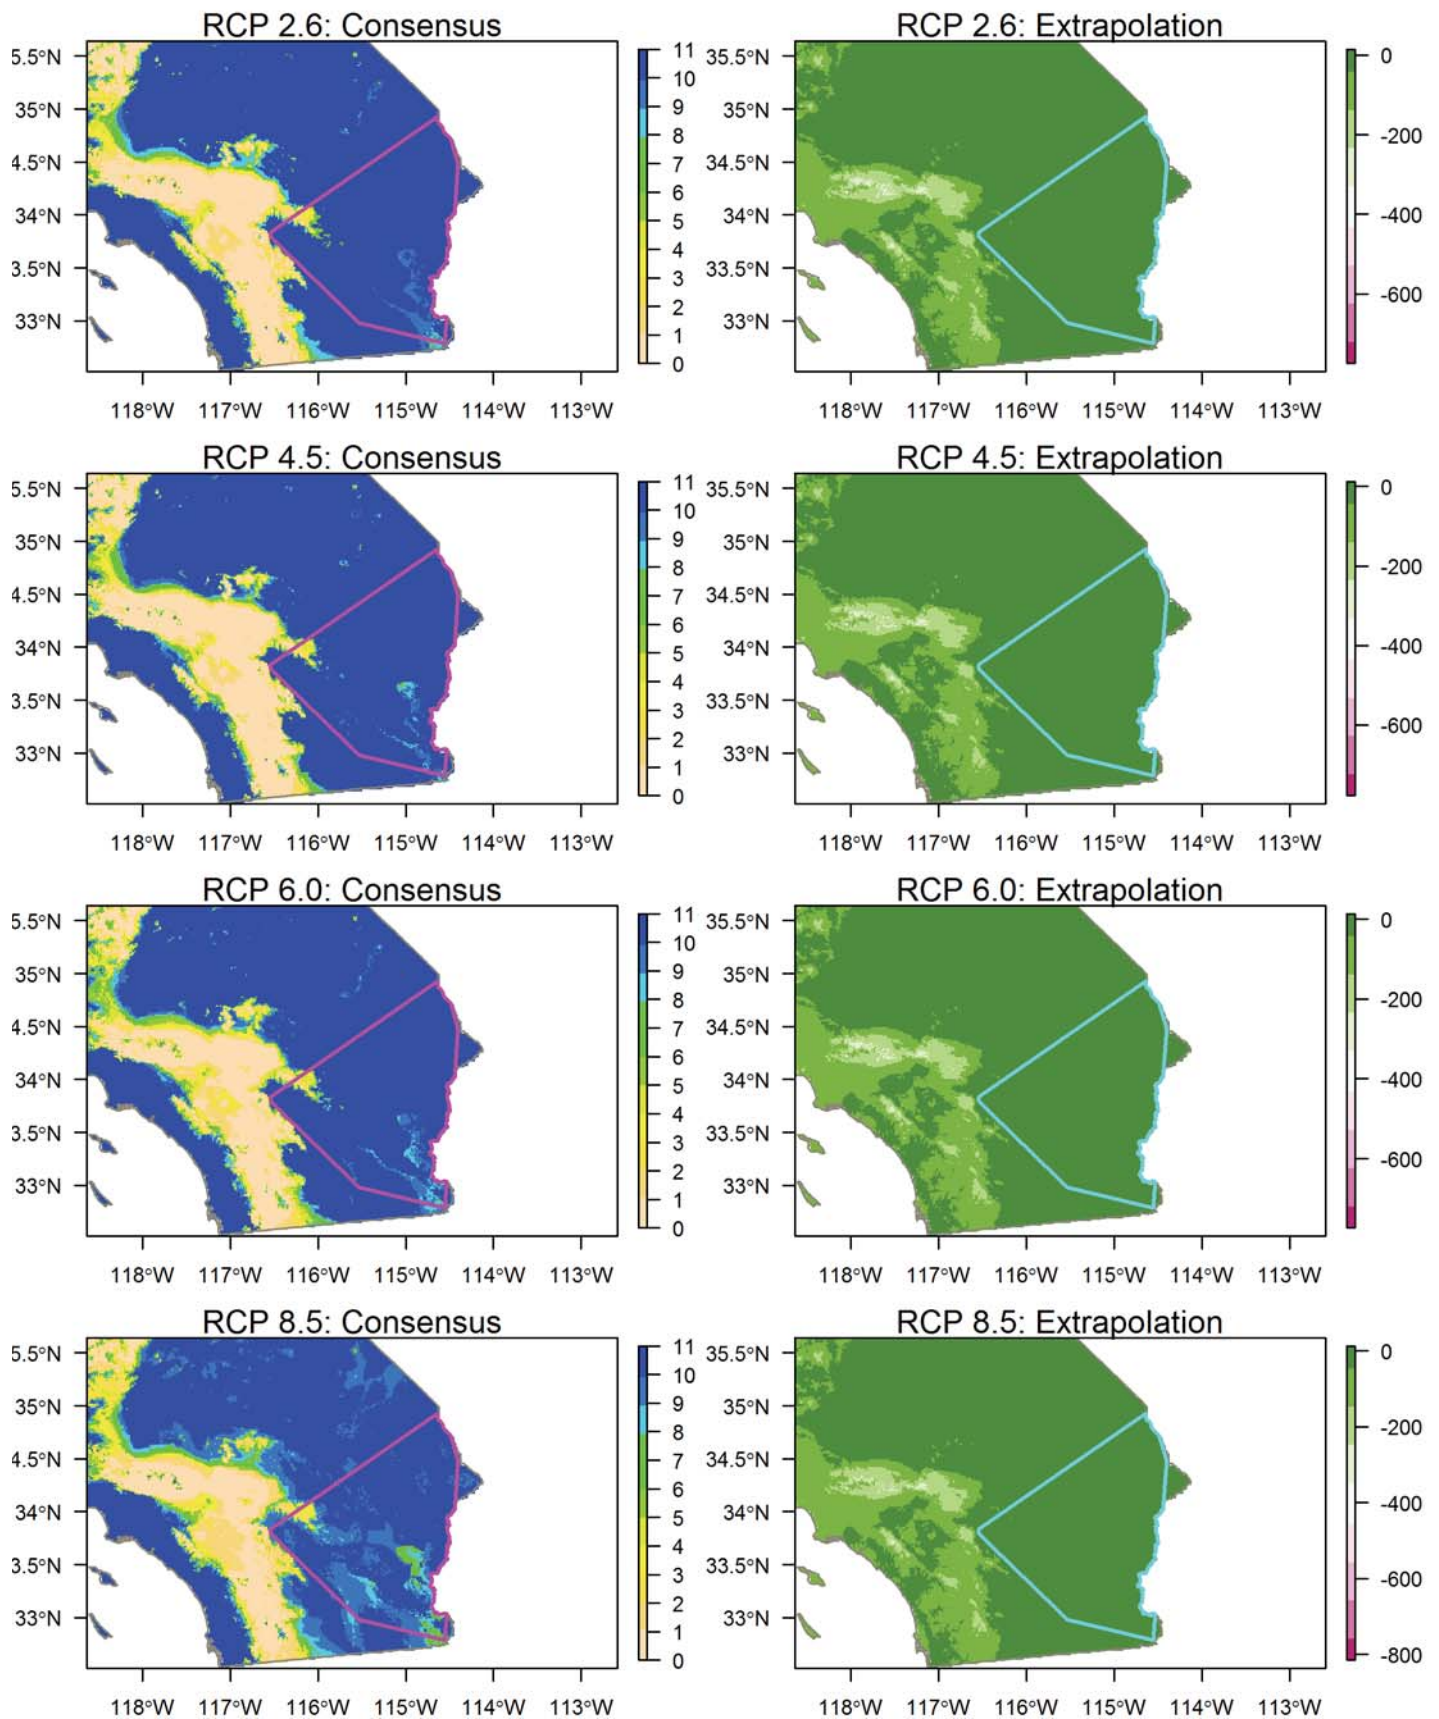 RCP 2.6: Consensus
5.5°N
35°N
4.5°N
34°N
3.5°N
33°N
118°W 117°W 116°W 115°W 114°W 113°W
11
10
9
8
7
6
5
4
3
2
1
0
RCP 2.6: Extrapolation
35.5°N
35°N
34.5°N
34°N
33.5°N
33°N
118°W 117°W 116°W 115°W 114°W 113°W
0
-200
-400
-600
RCP 4.5: Consensus
5.5°N
35°N
4.5°N
34°N
3.5°N
33°N
118°W 117°W 116°W 115°W 114°W 113°W
11
10
9
8
7
6
5
4
3
2
1
0
RCP 4.5: Extrapolation
35.5°N
35°N
34.5°N
34°N
33.5°N
33°N
118°W 117°W 116°W 115°W 114°W 113°W
0
-200
-400
-600
RCP 6.0: Consensus
5.5°N
35°N
4.5°N
34°N
3.5°N
33°N
118°W 117°W 116°W 115°W 114°W 113°W
11
10
9
8
7
6
5
4
3
2
1
0
RCP 6.0: Extrapolation
35.5°N
35°N
34.5°N
34°N
33.5°N
33°N
118°W 117°W 116°W 115°W 114°W 113°W
0
-200
-400
-600
RCP 8.5: Consensus
5.5°N
35°N
4.5°N
34°N
3.5°N
33°N
118°W 117°W 116°W 115°W 114°W 113°W
11
10
9
8
7
6
5
4
3
2
1
0
RCP 8.5: Extrapolation
35.5°N
35°N
34.5°N
34°N
33.5°N
33°N
118°W 117°W 116°W 115°W 114°W 113°W
0
-200
-400
-600
-800